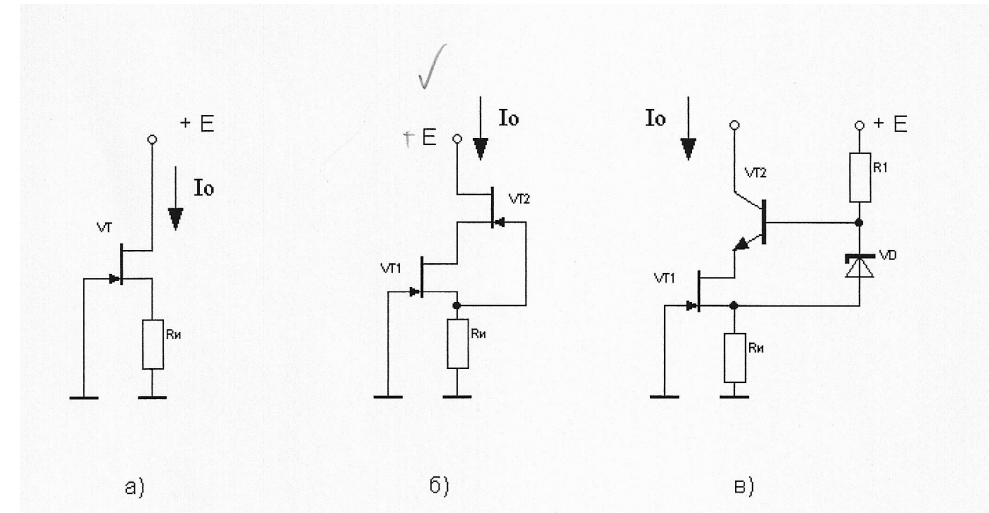 + E
Io
VT
Rи
а)
+ E
Io
VT2
VT1
Rи
б)
Io
+ E
R1
VT2
VD
VT1
Rи
в)